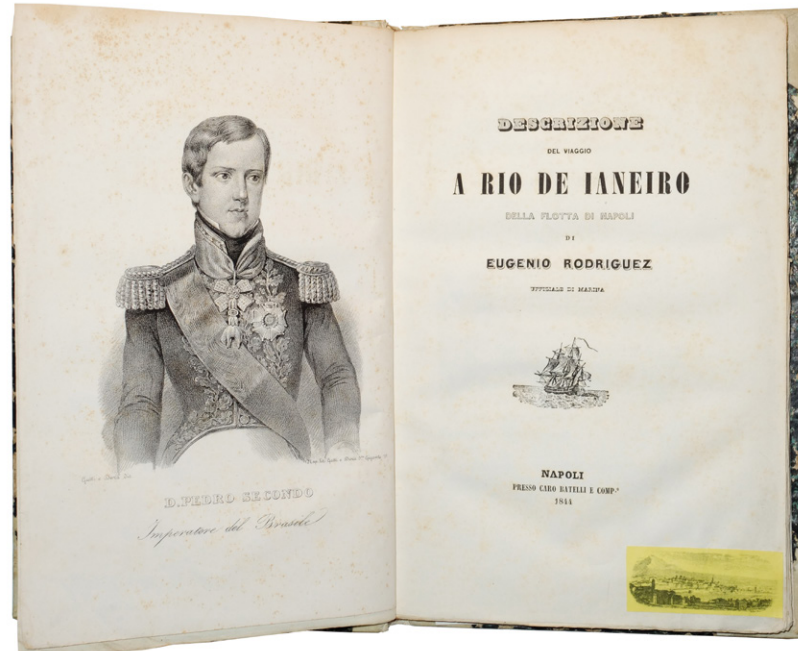 D. PEDRO SECONDO
Imperatore del Brasile
DESCRIZIONE
DEL VIAGGIO
A RIO DE IANEIRO
DELLA FLOTTA DI NAPOLI
DI
EUGENIO RODRIGUEZ
UFFIZIALE DI MARINA
NAPOLI
PRESSO CARO BATELLI E COMP.º
1844